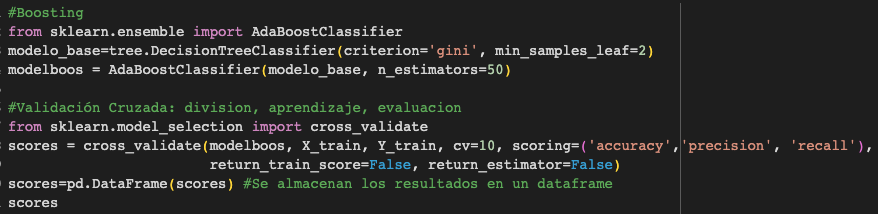 #Boosting
from sklearn.ensemble import AdaBoostClassifier
modelo_base=tree.DecisionTreeClassifier(criterion='gini', min_samples_leaf=2)
modelboos = AdaBoostClassifier(modelo_base, n_estimators=50)
#Validación Cruzada: division, aprendizaje, evaluacion
from sklearn.model_selection import cross_validate
scores = cross_validate(modelboos, X_train, Y_train, cv=10, scoring=('accuracy','precision', 'recall'),
return_train_score=False, return_estimator=False)
scores=pd.DataFrame(scores) #Se almacenan los resultados en un dataframe
scores